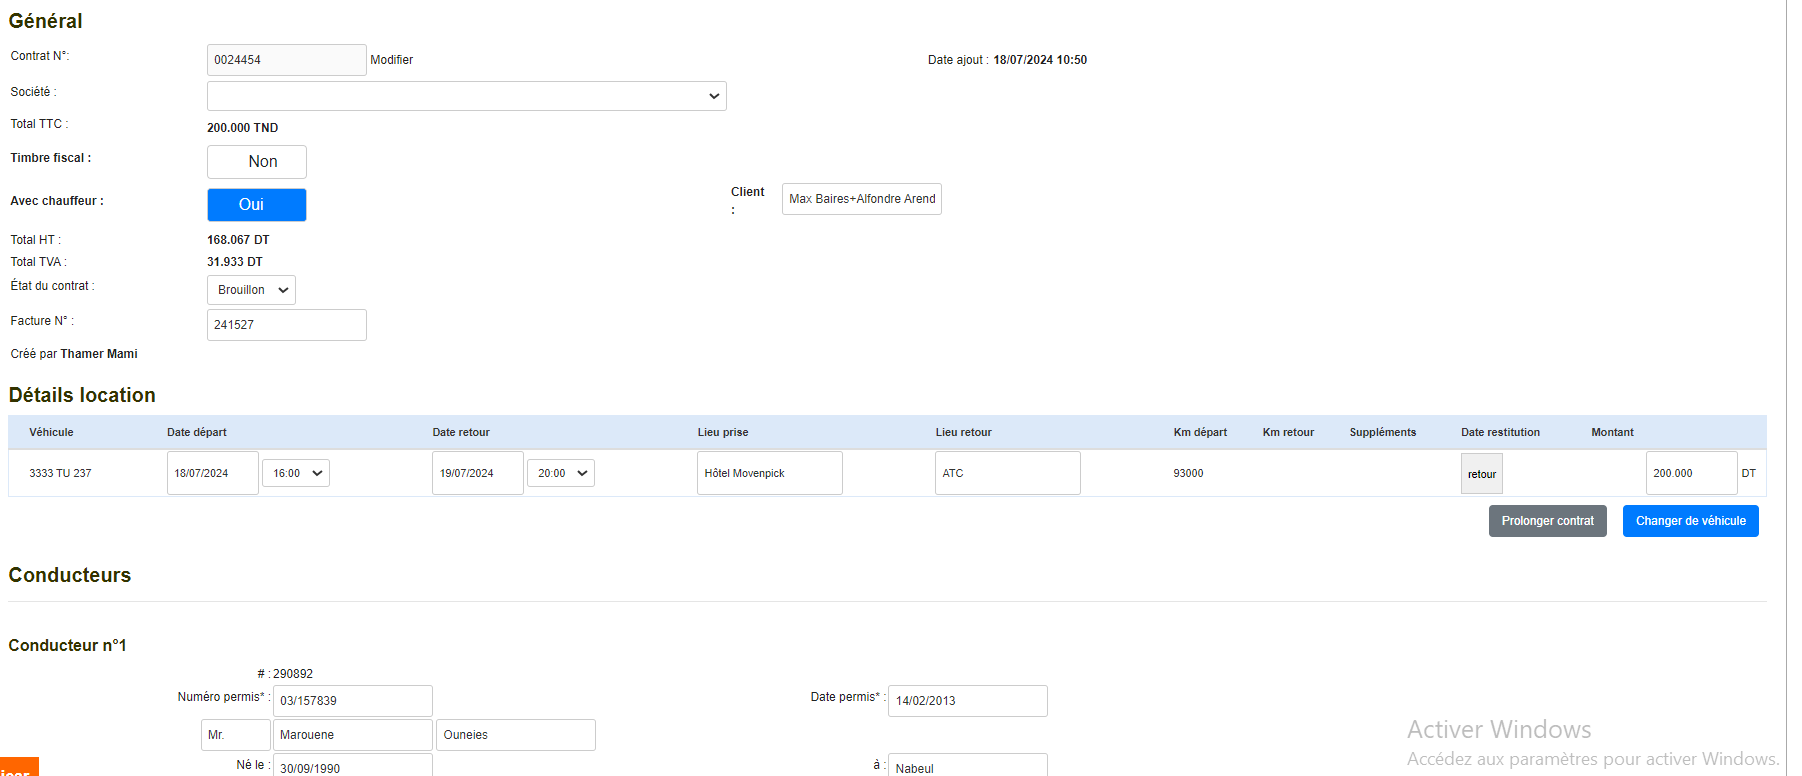 Général
Contrat N°: 0024454 Modifier Date ajout : 18/07/2024 10:50
Société :
Total TTC : 200.000 TND
Timbre fiscal : Non
Avec chauffeur : Oui Client : Max Baires+Alfondre Arend
Total HT : 168.067 DT
Total TVA : 31.933 DT
État du contrat : Brouillon
Facture N° : 241527
Créé par Thamer Mami
Détails location
Véhicule Date départ Date retour Lieu prise Lieu retour Km départ Km retour Suppléments Date restitution Montant
3333 TU 237 18/07/2024 16:00 19/07/2024 20:00 Hôtel Movenpick ATC 93000 retour 200.000 DT
Prolonger contrat Changer de véhicule
Conducteurs
Conducteur n°1
# : 290892
Numéro permis* : 03/157839 Date permis* : 14/02/2013
Mr. Marouene Ouneies
Né le : 30/09/1990 à : Nabeul
Activer Windows
Accédez aux paramètres pour activer Windows.